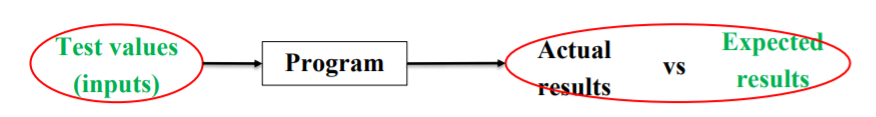 Test values
(inputs)
Program
Actual
results
vs
Expected
results